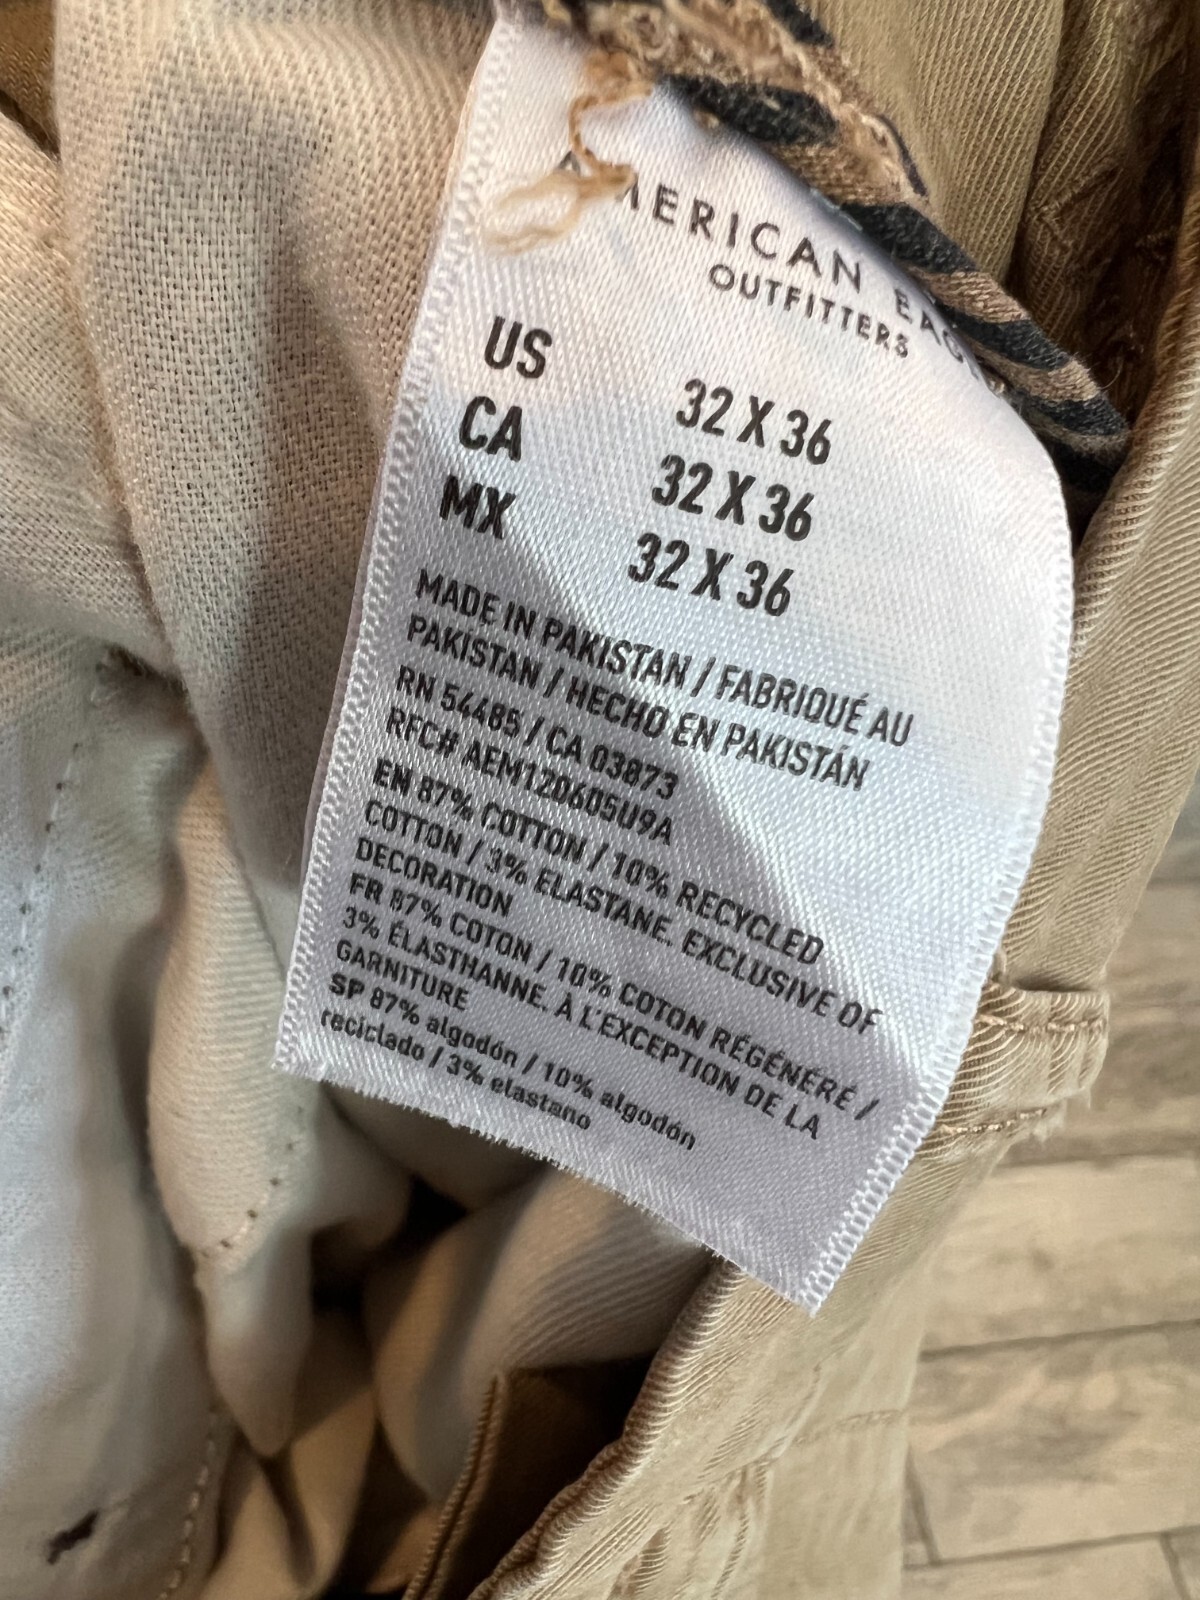 AMERICAN EAGLE
OUTFITTERS
US 32 X 36
CA 32 X 36
MX 32 X 36
MADE IN PAKISTAN / FABRIQUÉ AU
PAKISTAN / HECHO EN PAKISTÁN
RN 54485 / CA 03873
RFC# AEM120605U9A
EN 87% COTTON / 10% RECYCLED
COTTON / 3% ELASTANE. EXCLUSIVE OF
DECORATION
FR 87% COTON / 10% COTON RÉGÉNÉRÉ /
3% ÉLASTHANNE. À L'EXCEPTION DE LA
GARNITURE
SP 87% algodón / 10% algodón
reciclado / 3% elastano